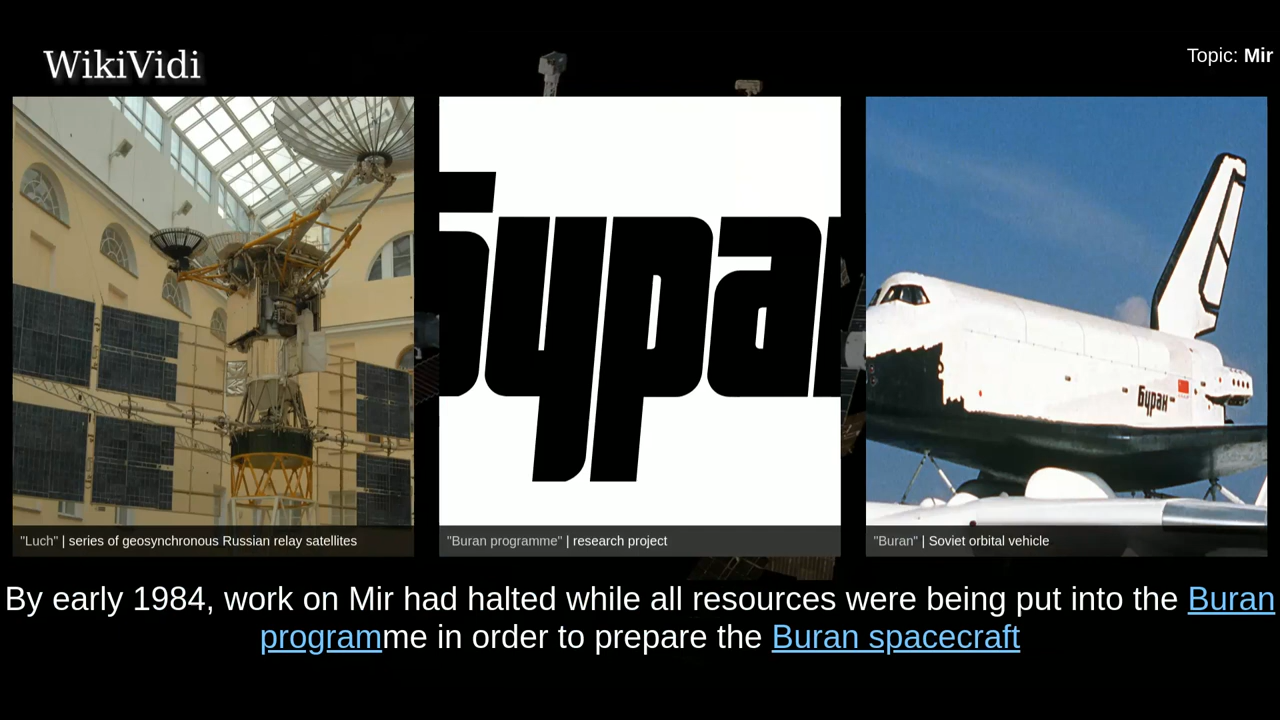 WikiVidi
Topic: Mir
Буран
Буран
"Luch" | series of geosynchronous Russian relay satellites
"Buran programme" | research project
"Buran" | Soviet orbital vehicle
By early 1984, work on Mir had halted while all resources were being put into the Buran
programme in order to prepare the Buran spacecraft